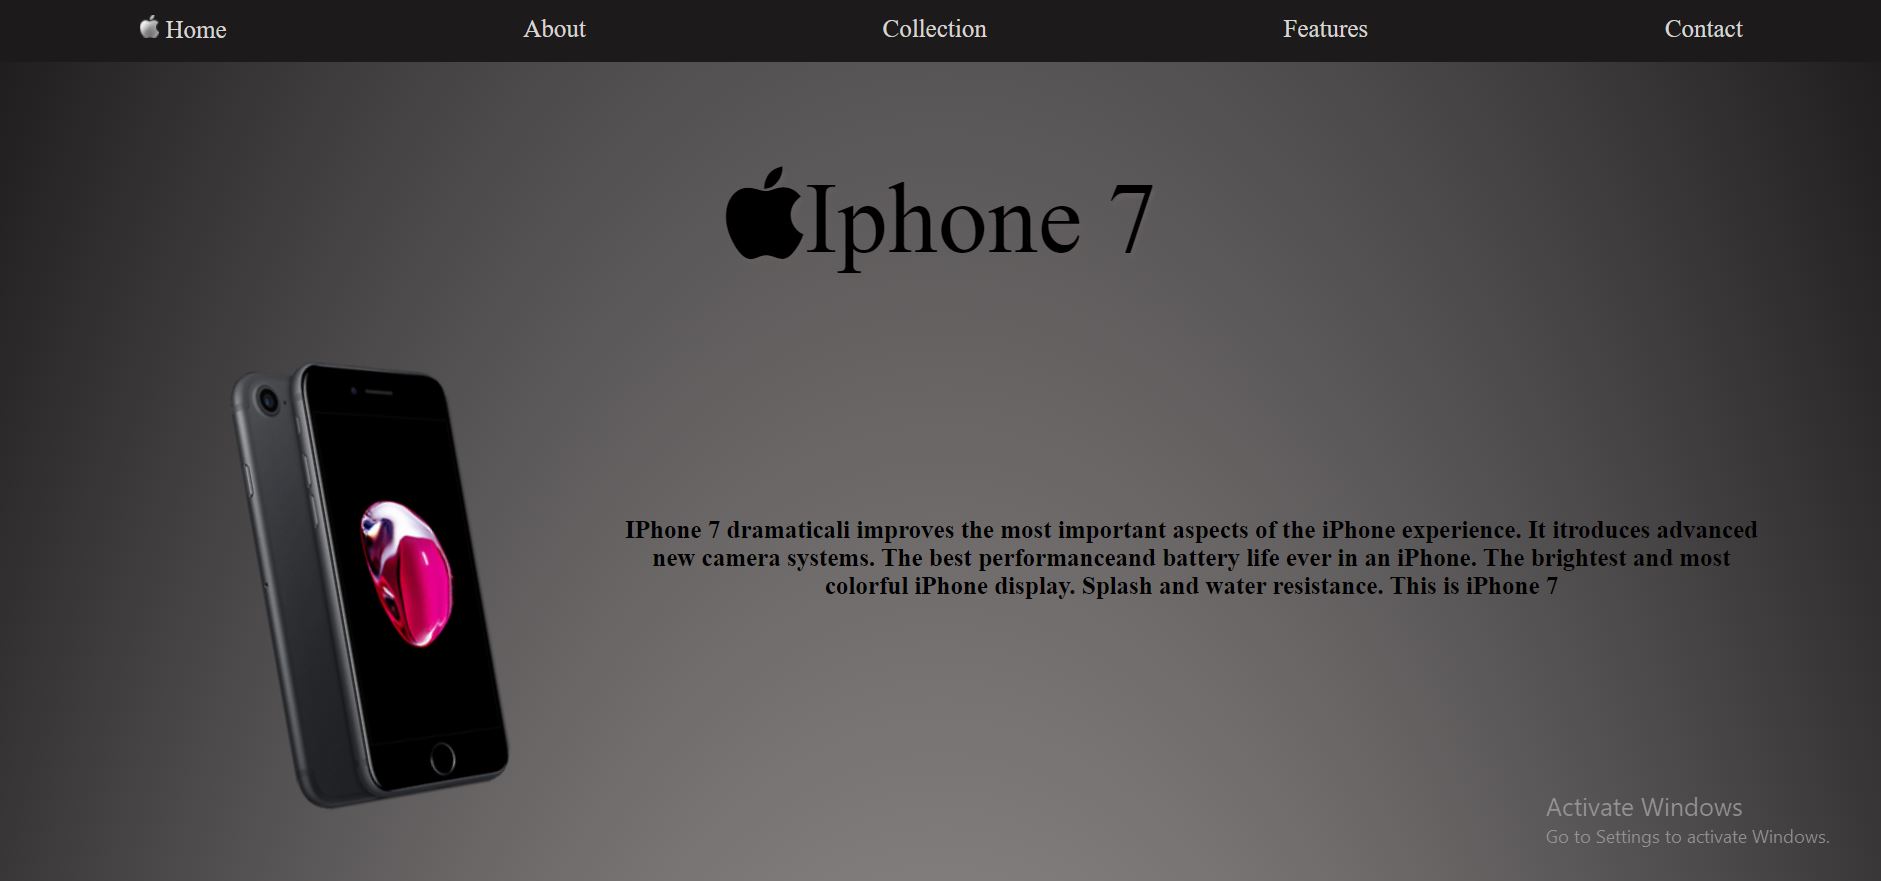 Home
About
Collection
Features
Contact
Iphone 7
IPhone 7 dramaticali improves the most important aspects of the iPhone experience. It itroduces advanced
new camera systems. The best performanceand battery life ever in an iPhone. The brightest and most
colorful iPhone display. Splash and water resistance. This is iPhone 7
Activate Windows
Go to Settings to activate Windows.